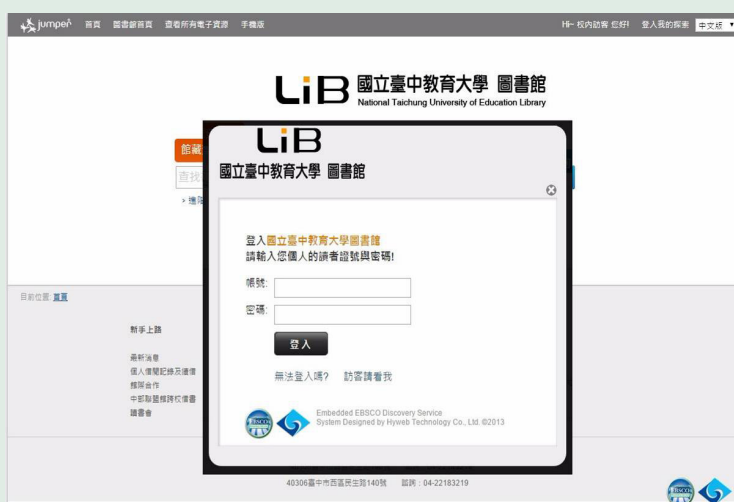 jumper 首頁 圖書館首頁 查看所有電子資源 手機版 Hi~ 校內訪客 您好! 登入我的探索 中文版
LiB 國立臺中教育大學 圖書館
National Taichung University of Education Library
館藏
LiB
國立臺中教育大學 圖書館
查找
登入國立臺中教育大學圖書館
請輸入您個人的讀者證號與密碼!
帳號:
密碼:
登入
無法登入嗎? 訪客請看我
Embedded EBSCO Discovery Service
System Designed by Hyweb Technology Co., Ltd. ©2013
目前位置: 首頁
新手上路
最新消息
個人借閱記錄及續借
館際合作
中部聯盟館跨校借書
讀書會
40306臺中市西區民生路140號 諮詢：04-22183219
EBSCO